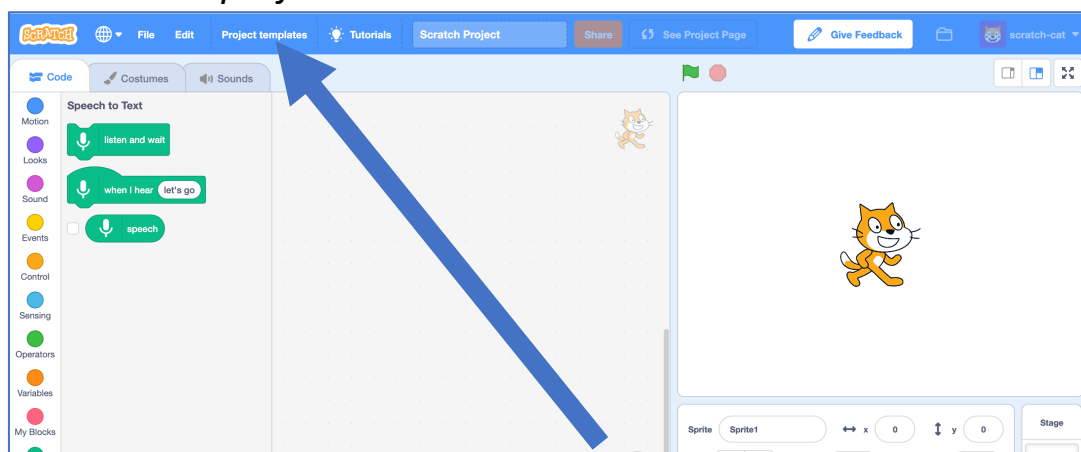 SCRATCH File Edit Project templates Tutorials Scratch Project Share See Project Page Give Feedback scratch-cat
Code Costumes Sounds
Motion
Looks
Sound
Events
Control
Sensing
Operators
Variables
My Blocks
Speech to Text
listen and wait
when I hear let's go
speech
Sprite Sprite1 x 0 y 0
Stage